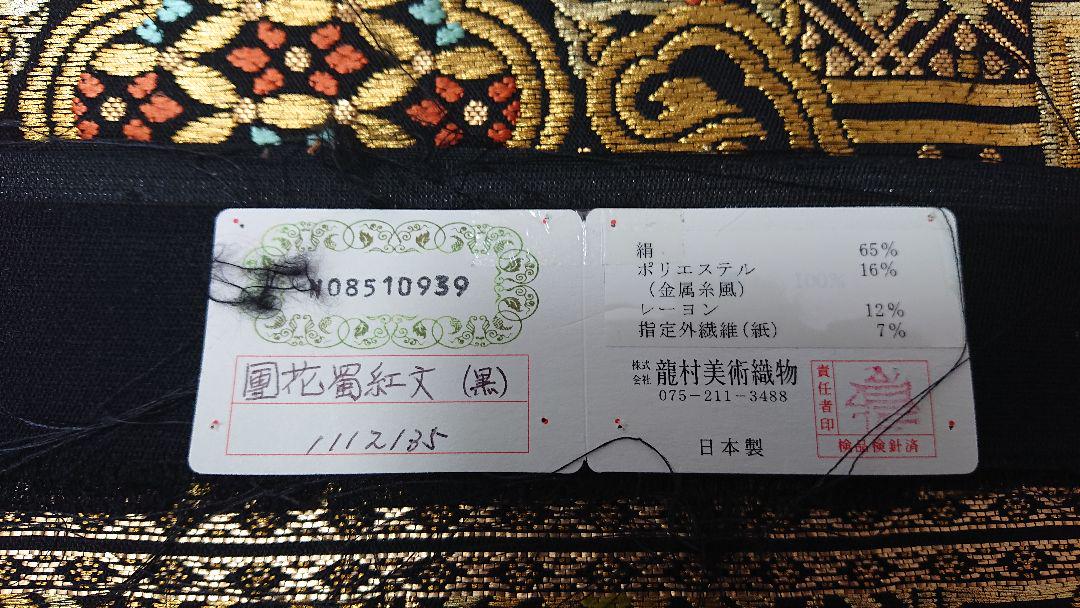 N08510939
團花蜀紅文(黒)
1112135
絹 65%
ポリエステル 16%
(金属糸風)
レーヨン 12%
指定外繊維(紙) 7%
株式会社 龍村美術織物
075-211-3488
日本製
責任者印
検品検針済